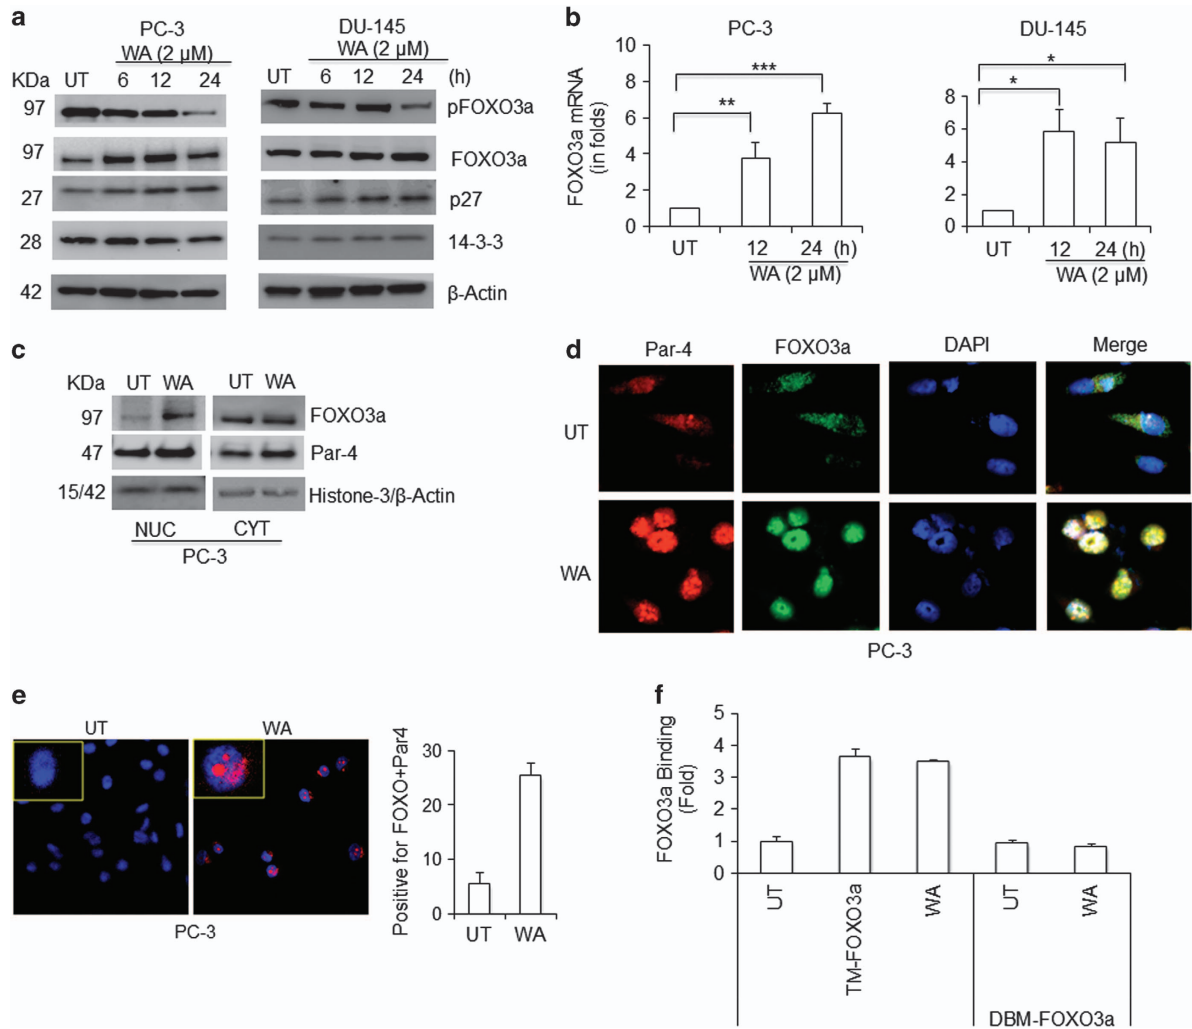 a
PC-3
WA (2 µM)
KDa
UT
6
12
24
DU-145
WA (2 µM)
UT
6
12
24
(h)
97
pFOXO3a
97
FOXO3a
27
p27
28
14-3-3
42
β-Actin
b
PC-3
FOXO3a mRNA
(in folds)
10
8
6
4
2
0
**
***
UT
12
24 (h)
WA (2 µM)
DU-145
8
6
4
2
0
*
*
UT
12
24 (h)
WA (2 µM)
c
KDa
UT
WA
UT
WA
97
FOXO3a
47
Par-4
15/42
Histone-3/β-Actin
NUC
CYT
PC-3
d
Par-4
FOXO3a
DAPI
Merge
UT
WA
PC-3
e
UT
WA
PC-3
Positive for FOXO+Par4
30
20
10
0
UT
WA
f
FOXO3a Binding
(Fold)
5
4
3
2
1
0
UT
TM-FOXO3a
WA
UT
WA
DBM-FOXO3a